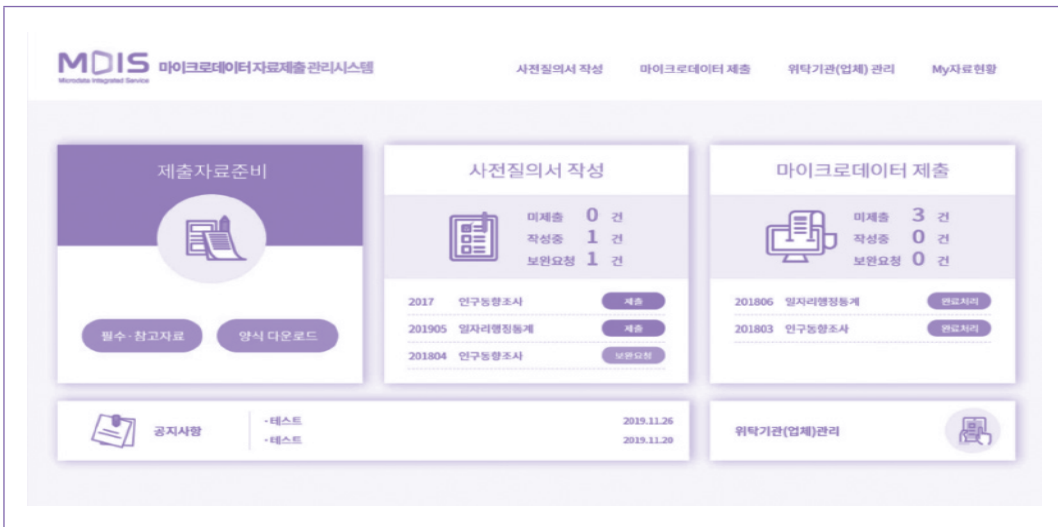 MDIS 마이크로데이터 자료제출 관리시스템
Microdata Integrated Service
사전질의서 작성 마이크로데이터 제출 위탁기관(업체) 관리 My자료현황
제출자료준비
필수·참고자료 양식 다운로드
사전질의서 작성
미제출 0 건
작성중 1 건
보완요청 1 건
2017 인구동향조사 제출
201905 일자리행정통계 제출
201804 인구동향조사 보완요청
마이크로데이터 제출
미제출 3 건
작성중 0 건
보완요청 0 건
201806 일자리행정통계 완료처리
201803 인구동향조사 완료처리
공지사항
·테스트 2019.11.26
·테스트 2019.11.20
위탁기관(업체)관리